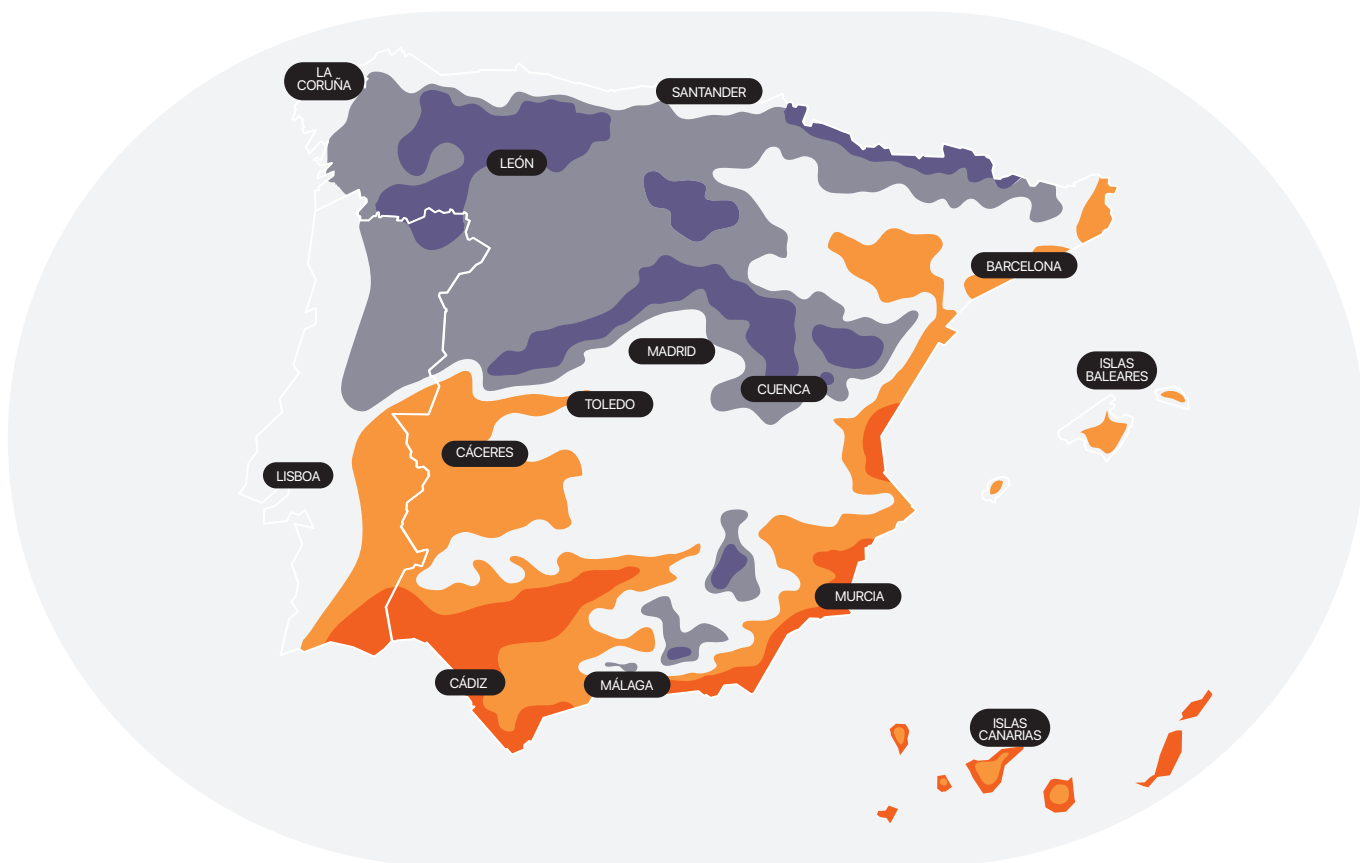 LA
CORUÑA
SANTANDER
LEÓN
BARCELONA
MADRID
ISLAS
BALEARES
CUENCA
TOLEDO
CÁCERES
LISBOA
MURCIA
CÁDIZ
MÁLAGA
ISLAS
CANARIAS